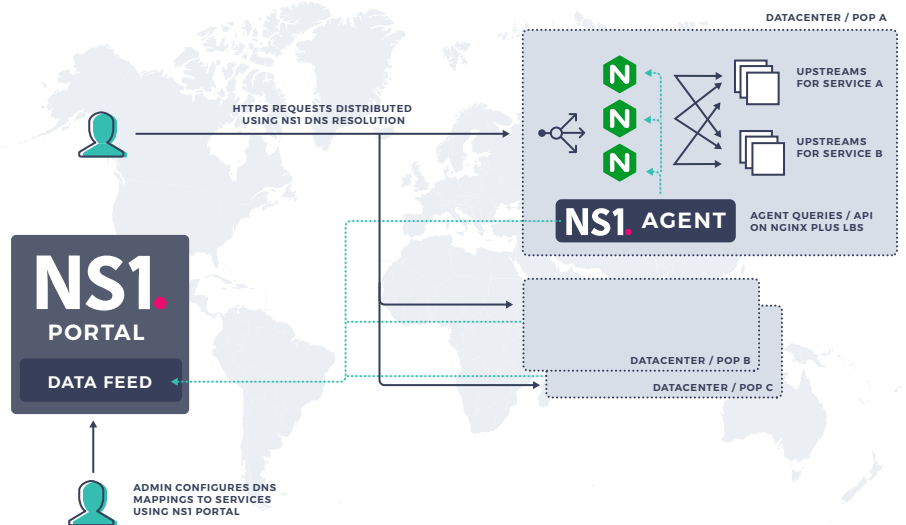 DATACENTER / POP A
UPSTREAMS
FOR SERVICE A
HTTPS REQUESTS DISTRIBUTED
USING NS1 DNS RESOLUTION
N
N
N
UPSTREAMS
FOR SERVICE B
NS1. AGENT
AGENT QUERIES / API
ON NGINX PLUS LBS
NS1.
PORTAL
DATA FEED
DATACENTER / POP B
DATACENTER / POP C
ADMIN CONFIGURES DNS
MAPPINGS TO SERVICES
USING NS1 PORTAL